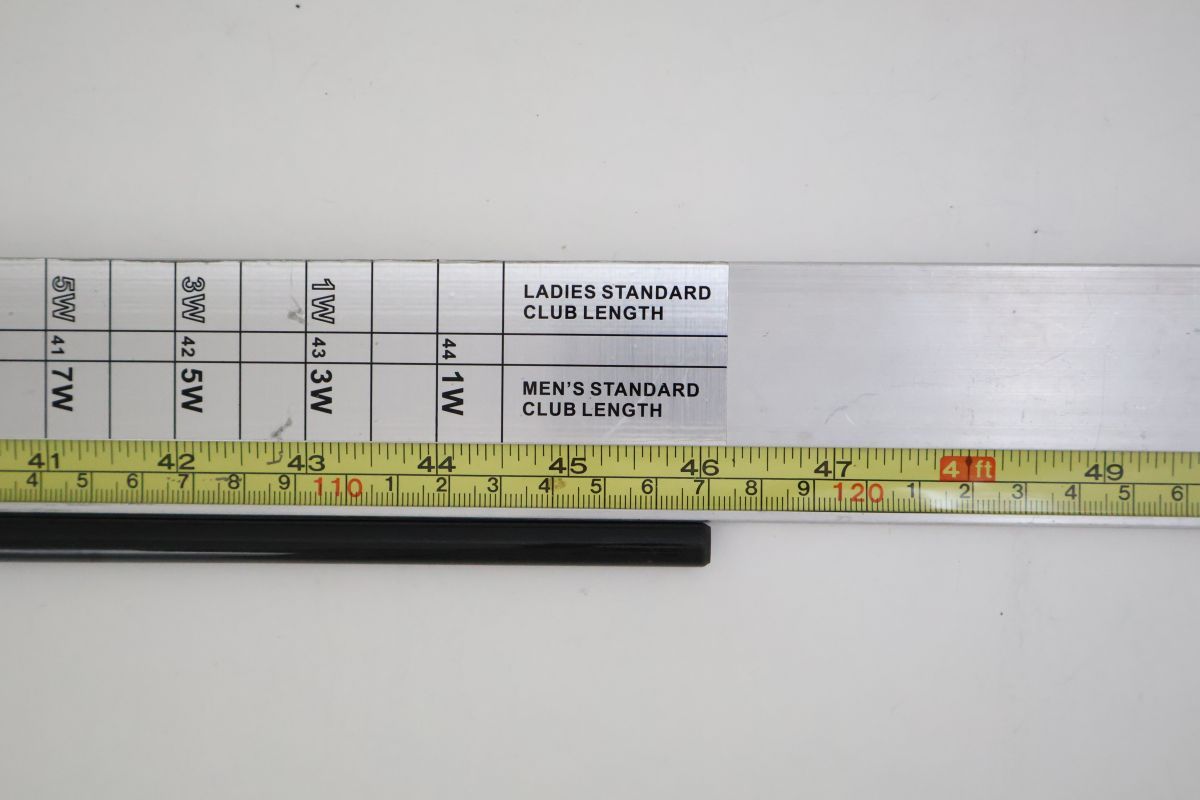 5W 3W 1W LADIES STANDARD
CLUB LENGTH
41 42 43 44
7W 5W 3W 1W MEN'S STANDARD
CLUB LENGTH
41 42 43 44 45 46 47 4 ft 49
4 5 6 7 8 9 110 1 2 3 4 5 6 7 8 9 120 1 2 3 4 5 6